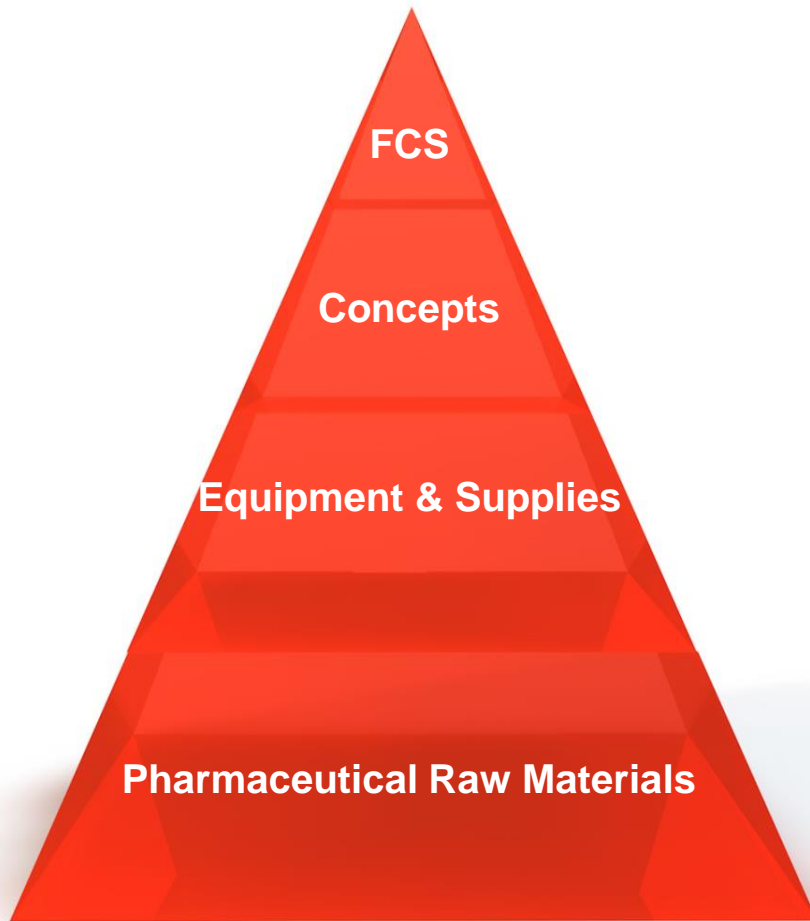 FCS
Concepts
Equipment & Supplies
Pharmaceutical Raw Materials